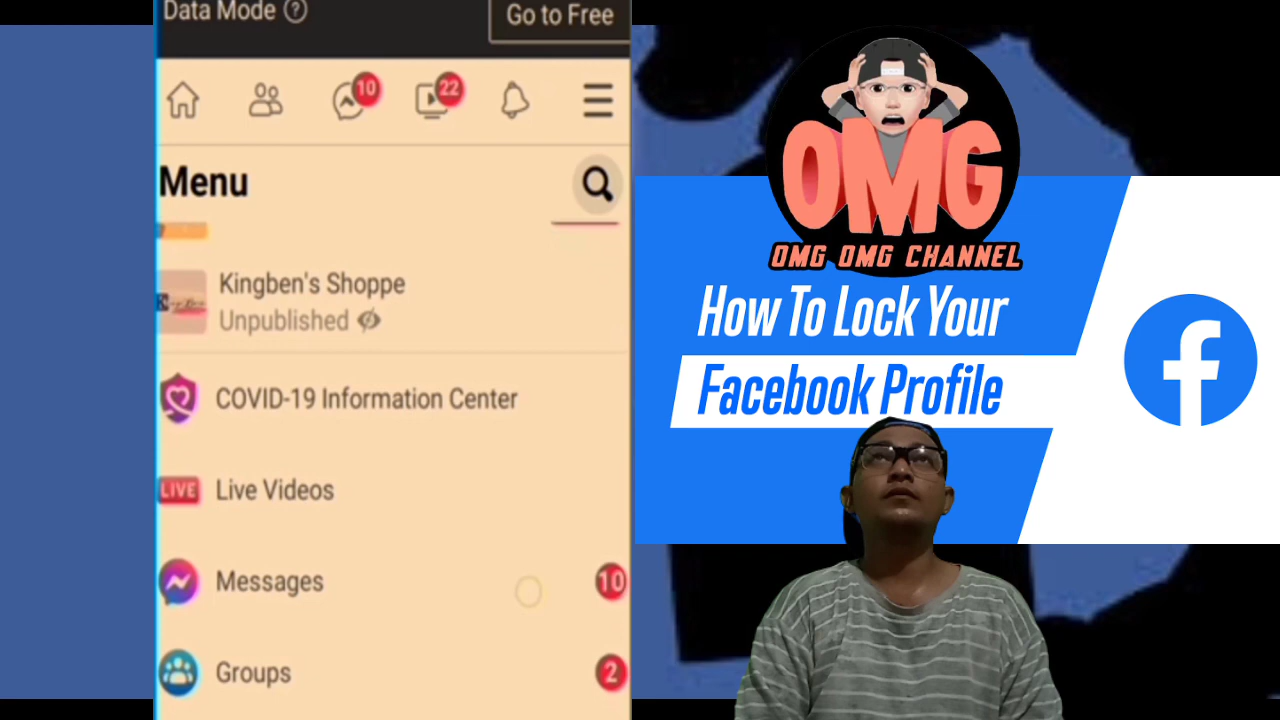 Data Mode ?
Go to Free
10
22
Menu
Kingben's Shoppe
Unpublished
COVID-19 Information Center
LIVE
Live Videos
Messages
10
Groups
2
OMG
OMG OMG CHANNEL
How To Lock Your
Facebook Profile
f